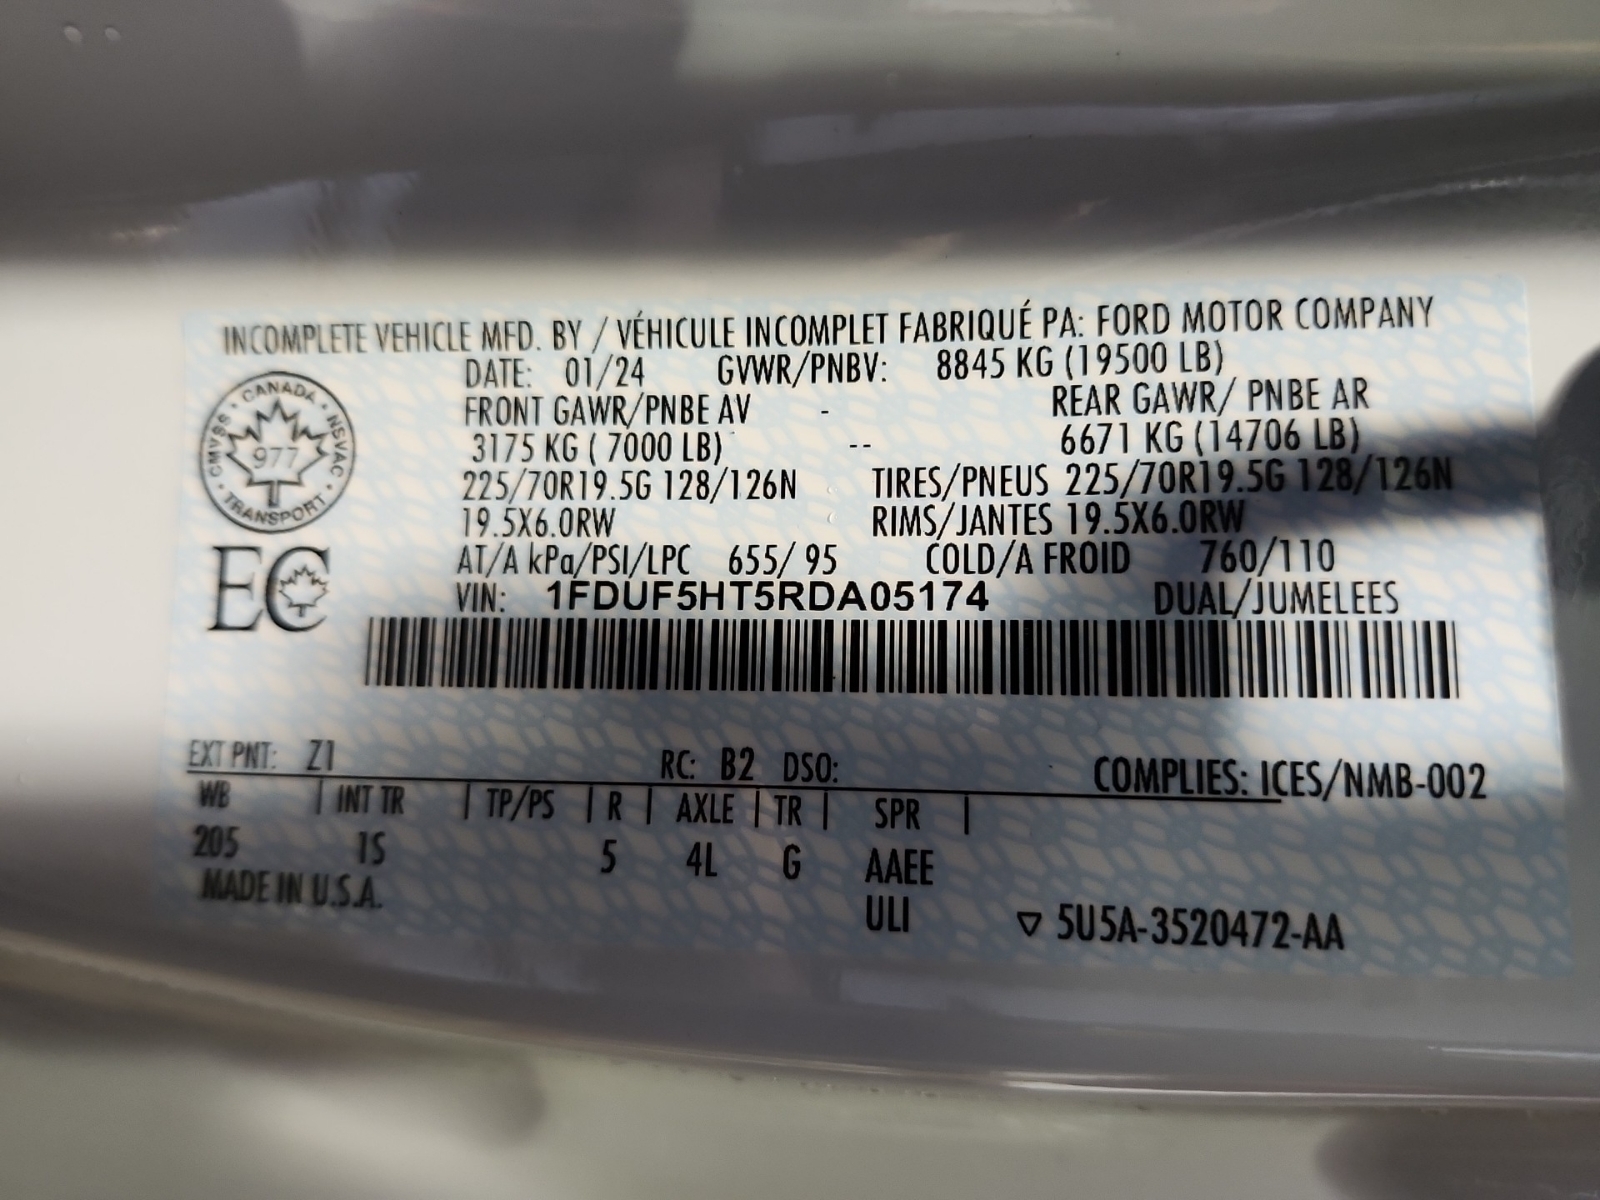 INCOMPLETE VEHICLE MFD. BY / VÉHICULE INCOMPLET FABRIQUÉ PA: FORD MOTOR COMPANY
DATE: 01/24 GVWR/PNBV: 8845 KG (19500 LB)
FRONT GAWR/PNBE AV - REAR GAWR/ PNBE AR
3175 KG ( 7000 LB) -- 6671 KG (14706 LB)
225/70R19.5G 128/126N TIRES/PNEUS 225/70R19.5G 128/126N
19.5X6.0RW RIMS/JANTES 19.5X6.0RW
AT/A kPa/PSI/LPC 655/ 95 COLD/A FROID 760/110
VIN: 1FDUF5HT5RDA05174 DUAL/JUMELEES
CANADA
CMVSS NSVAC
977
TRANSPORT
EC
EXT PNT: Z1 RC: B2 DSO: COMPLIES: ICES/NMB-002
WB | INT TR | TP/PS | R | AXLE | TR | SPR |
205 1S 5 4L G AAEE
MADE IN U.S.A. ULI ▽ 5U5A-3520472-AA